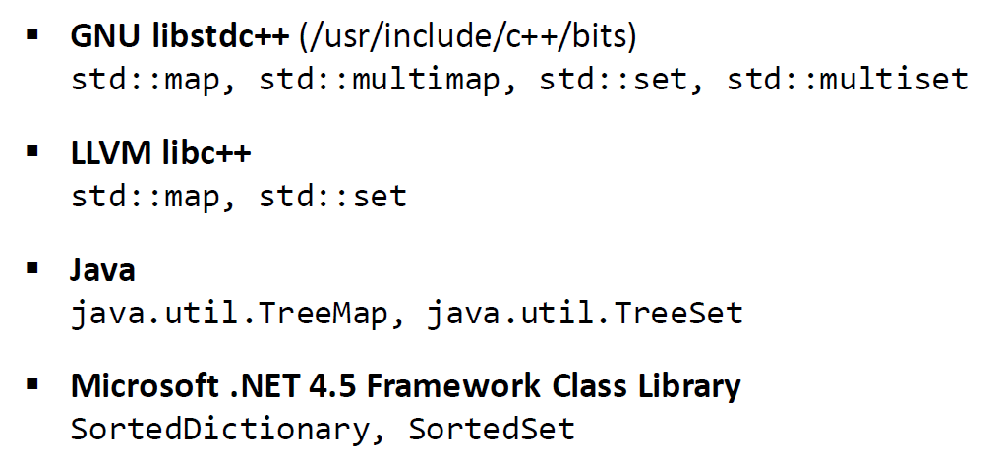 ▪ GNU libstdc++ (/usr/include/c++/bits)
std::map, std::multimap, std::set, std::multiset
▪ LLVM libc++
std::map, std::set
▪ Java
java.util.TreeMap, java.util.TreeSet
▪ Microsoft .NET 4.5 Framework Class Library
SortedDictionary, SortedSet